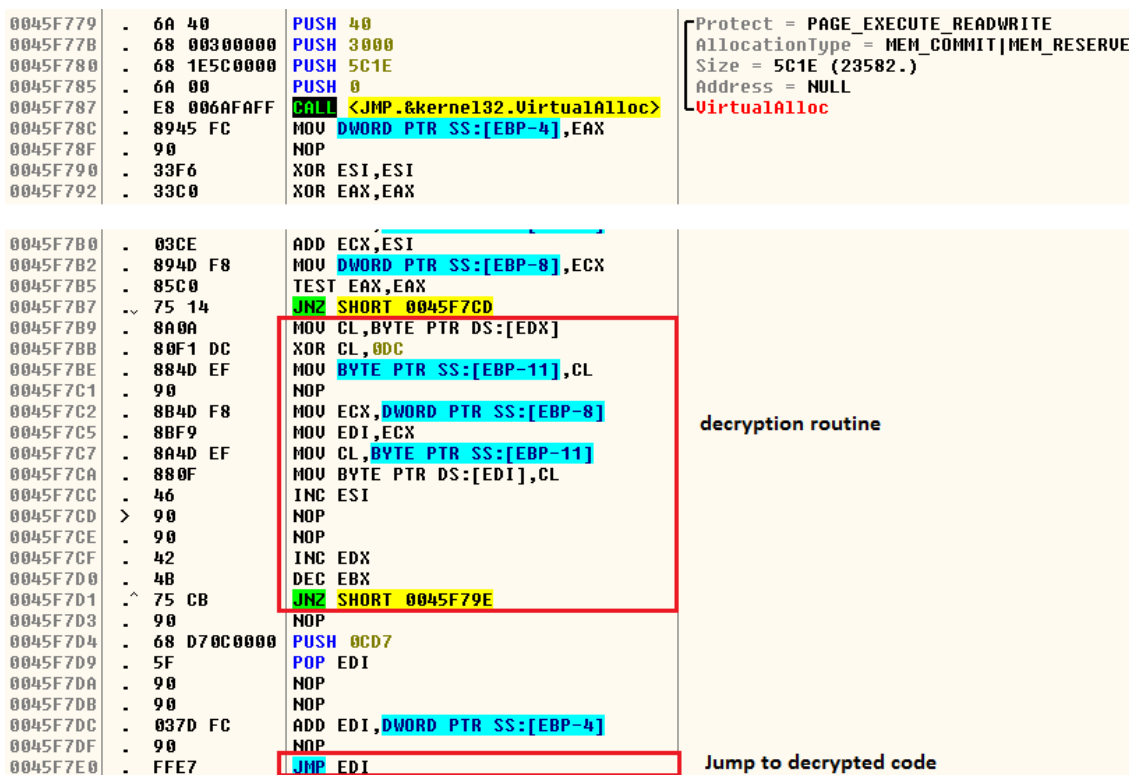 0045F779 . 6A 40 PUSH 40 Protect = PAGE_EXECUTE_READWRITE
0045F77B . 68 00300000 PUSH 3000 AllocationType = MEM_COMMIT|MEM_RESERVE
0045F780 . 68 1E5C0000 PUSH 5C1E Size = 5C1E (23582.)
0045F785 . 6A 00 PUSH 0 Address = NULL
0045F787 . E8 006AFAFF CALL <JMP.&kernel32.VirtualAlloc> VirtualAlloc
0045F78C . 8945 FC MOV DWORD PTR SS:[EBP-4],EAX
0045F78F . 90 NOP
0045F790 . 33F6 XOR ESI,ESI
0045F792 . 33C0 XOR EAX,EAX
0045F7B0 . 03CE ADD ECX,ESI
0045F7B2 . 894D F8 MOV DWORD PTR SS:[EBP-8],ECX
0045F7B5 . 85C0 TEST EAX,EAX
0045F7B7 .v 75 14 JNZ SHORT 0045F7CD
0045F7B9 . 8A0A MOV CL,BYTE PTR DS:[EDX]
0045F7BB . 80F1 DC XOR CL,0DC
0045F7BE . 884D EF MOV BYTE PTR SS:[EBP-11],CL
0045F7C1 . 90 NOP
0045F7C2 . 8B4D F8 MOV ECX,DWORD PTR SS:[EBP-8]
0045F7C5 . 8BF9 MOV EDI,ECX decryption routine
0045F7C7 . 8A4D EF MOV CL,BYTE PTR SS:[EBP-11]
0045F7CA . 880F MOV BYTE PTR DS:[EDI],CL
0045F7CC . 46 INC ESI
0045F7CD > 90 NOP
0045F7CE . 90 NOP
0045F7CF . 42 INC EDX
0045F7D0 . 4B DEC EBX
0045F7D1 .^ 75 CB JNZ SHORT 0045F79E
0045F7D3 . 90 NOP
0045F7D4 . 68 D70C0000 PUSH 0CD7
0045F7D9 . 5F POP EDI
0045F7DA . 90 NOP
0045F7DB . 90 NOP
0045F7DC . 037D FC ADD EDI,DWORD PTR SS:[EBP-4]
0045F7DF . 90 NOP
0045F7E0 . FFE7 JMP EDI Jump to decrypted code